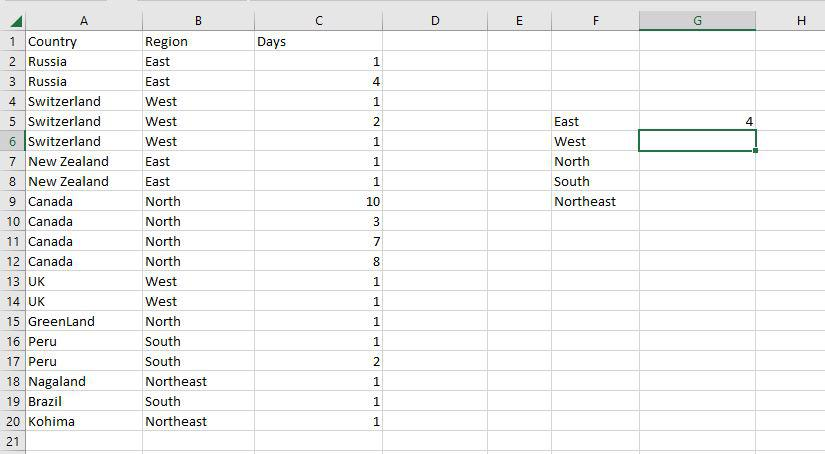 A B C D E F G H
1 Country Region Days
2 Russia East 1
3 Russia East 4
4 Switzerland West 1
5 Switzerland West 2 East 4
6 Switzerland West 1 West
7 New Zealand East 1 North
8 New Zealand East 1 South
9 Canada North 10 Northeast
10 Canada North 3
11 Canada North 7
12 Canada North 8
13 UK West 1
14 UK West 1
15 GreenLand North 1
16 Peru South 1
17 Peru South 2
18 Nagaland Northeast 1
19 Brazil South 1
20 Kohima Northeast 1
21